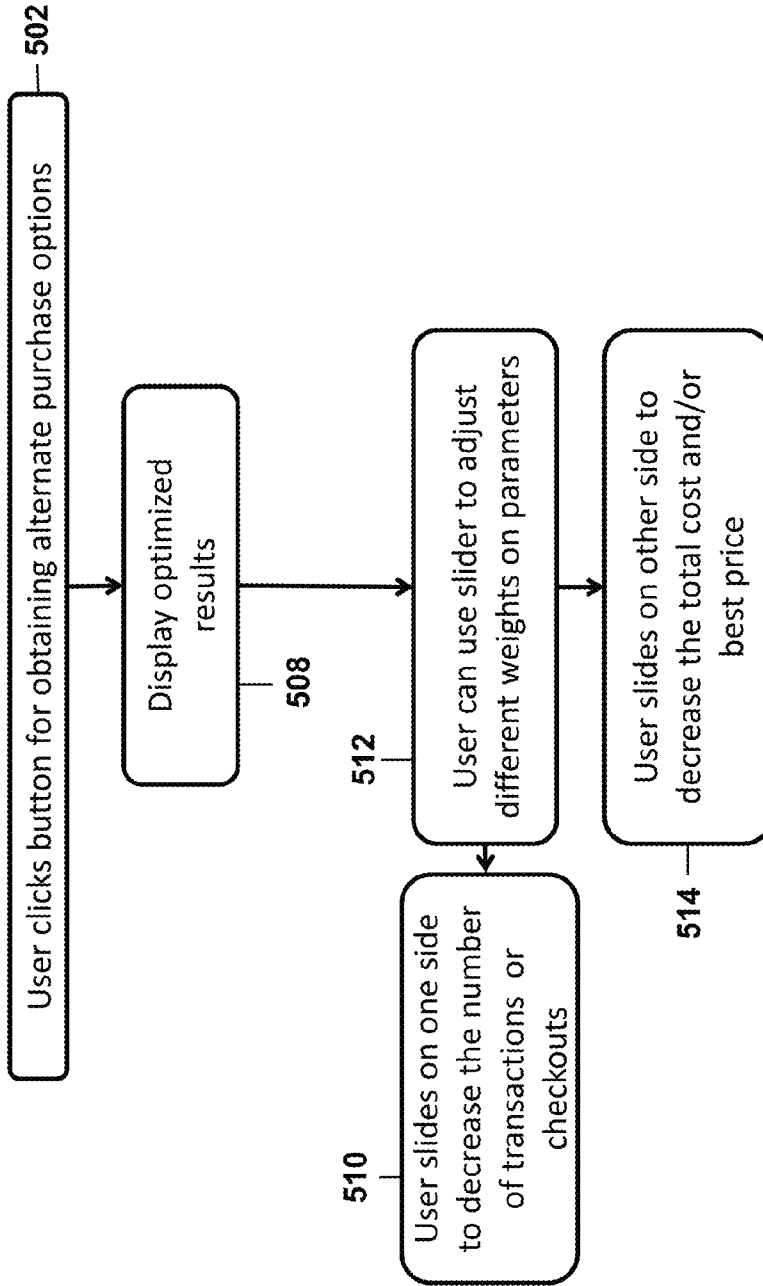 User clicks button for obtaining alternate purchase options
502
Display optimized
results
508
User can use slider to adjust
different weights on parameters
512
User slides on one side
to decrease the number
of transactions or
checkouts
510
User slides on other side to
decrease the total cost and/or
best price
514